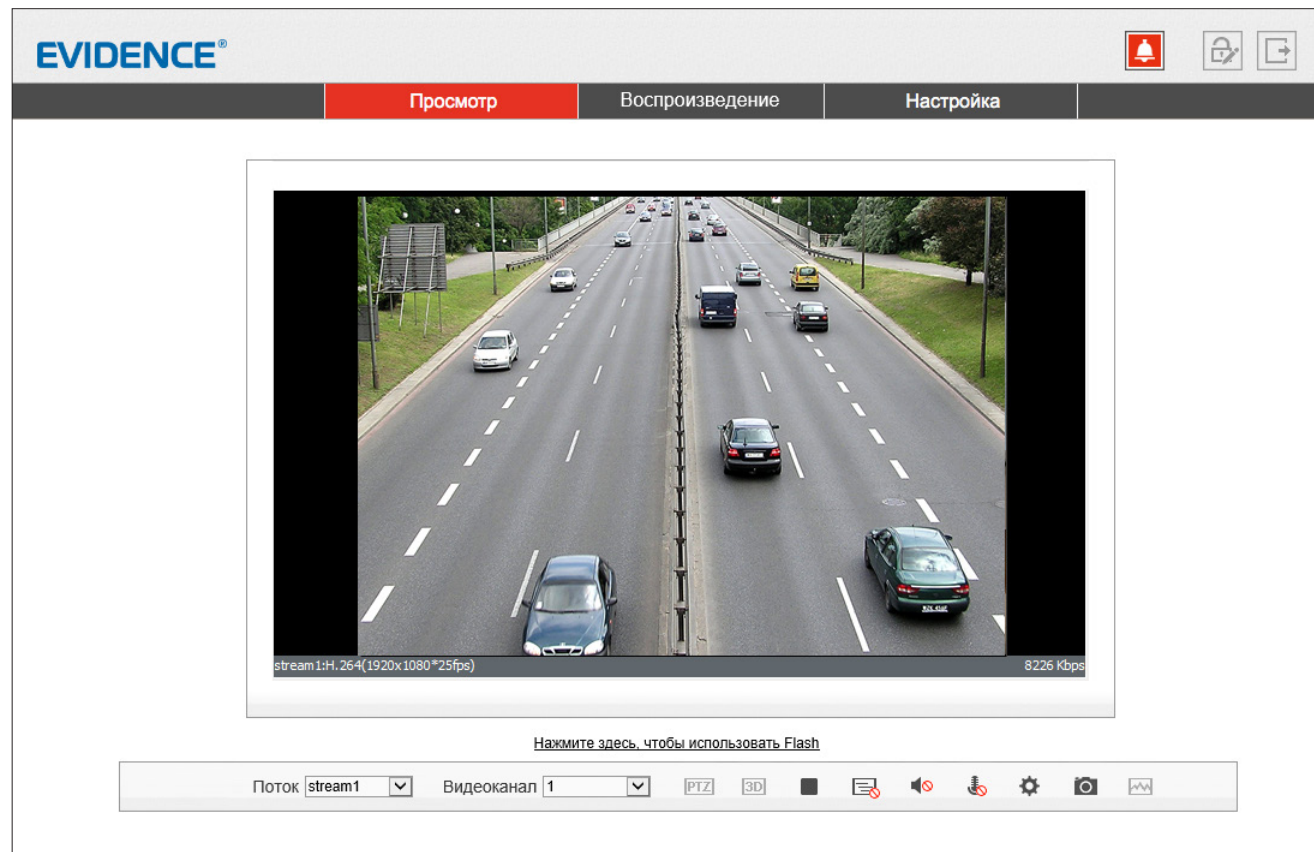 EVIDENCE®
Просмотр
Воспроизведение
Настройка
stream1:H.264(1920x1080*25fps)
8226 Kbps
Нажмите здесь, чтобы использовать Flash
Поток stream1
Видеоканал 1
PTZ
3D